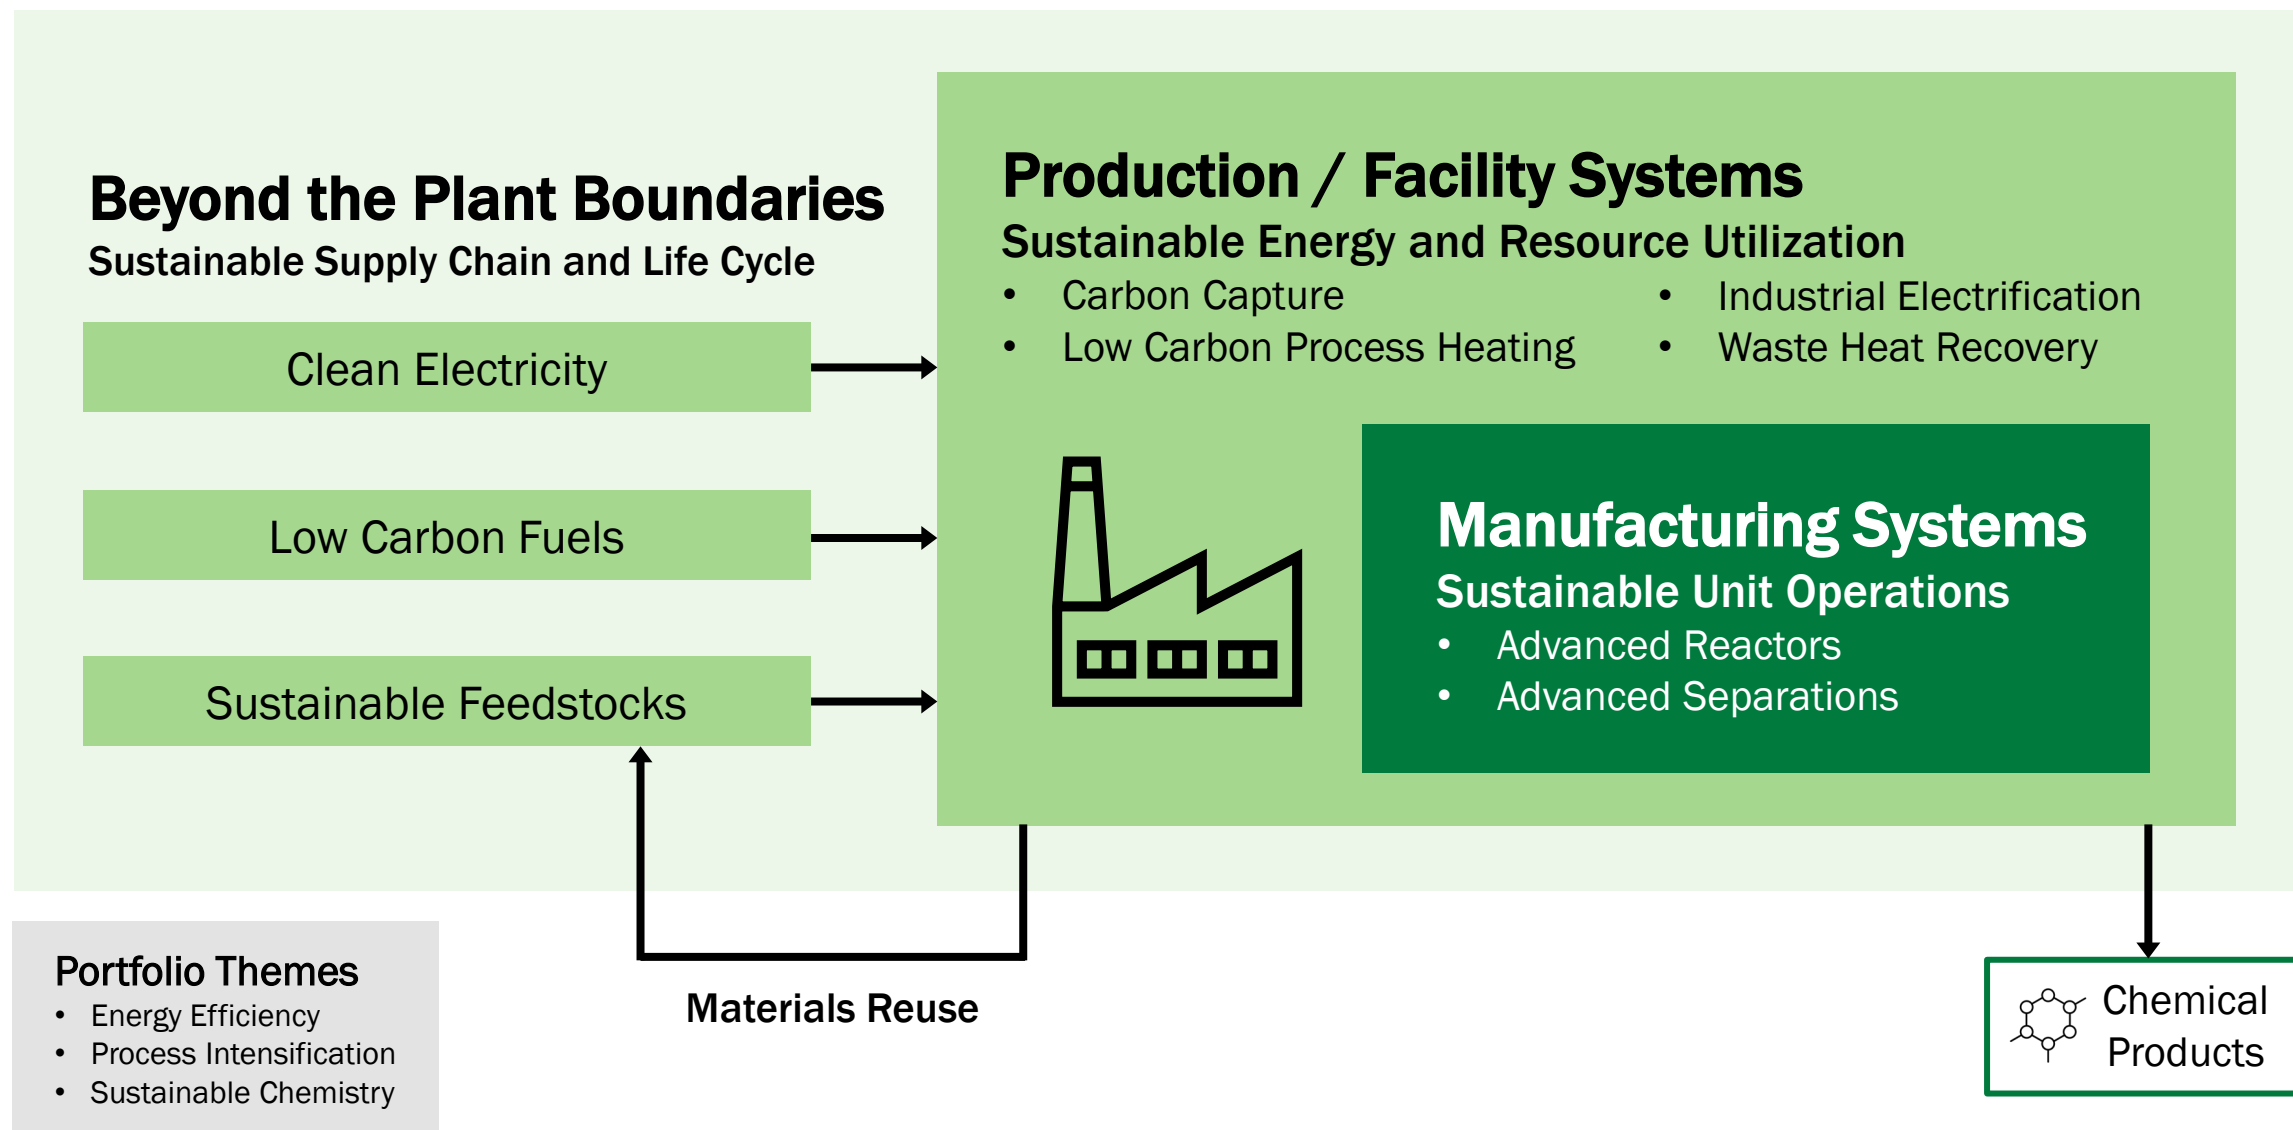 Beyond the Plant Boundaries
Sustainable Supply Chain and Life Cycle
Clean Electricity
Low Carbon Fuels
Sustainable Feedstocks
Production / Facility Systems
Sustainable Energy and Resource Utilization
• Carbon Capture
• Low Carbon Process Heating
• Industrial Electrification
• Waste Heat Recovery
Manufacturing Systems
Sustainable Unit Operations
• Advanced Reactors
• Advanced Separations
Portfolio Themes
• Energy Efficiency
• Process Intensification
• Sustainable Chemistry
Materials Reuse
Chemical
Products